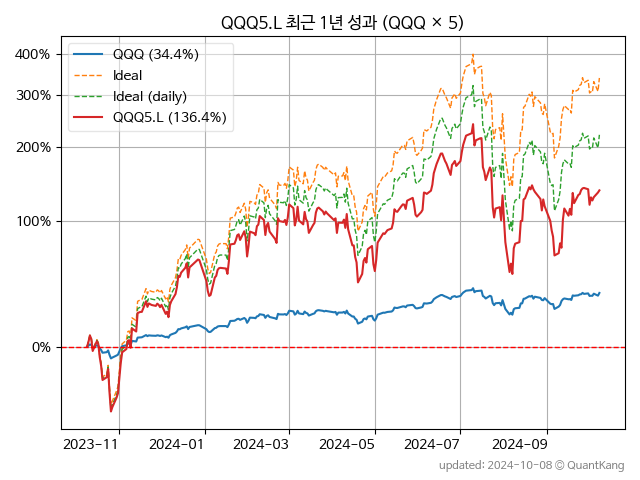 QQQ5.L 최근 1년 성과 (QQQ × 5)
QQQ (34.4%)
Ideal
Ideal (daily)
QQQ5.L (136.4%)
400%
300%
200%
100%
0%
2023−11
2024−01
2024−03
2024−05
2024−07
2024−09
updated: 2024-10-08 © QuantKang